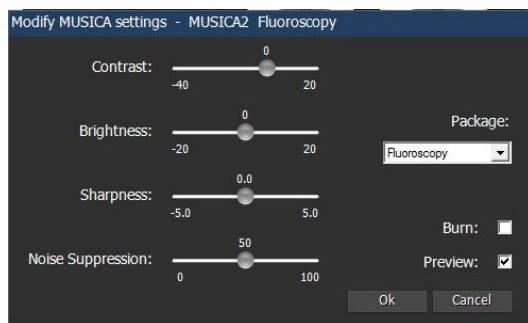 Modify MUSICA settings - MUSICA2 Fluoroscopy
0
Contrast:
-40 20
0
Brightness:
-20 20
Package:
Fluoroscopy
0.0
Sharpness:
-5.0 5.0
Burn:
50
Noise Suppression:
0 100
Preview:
Ok Cancel